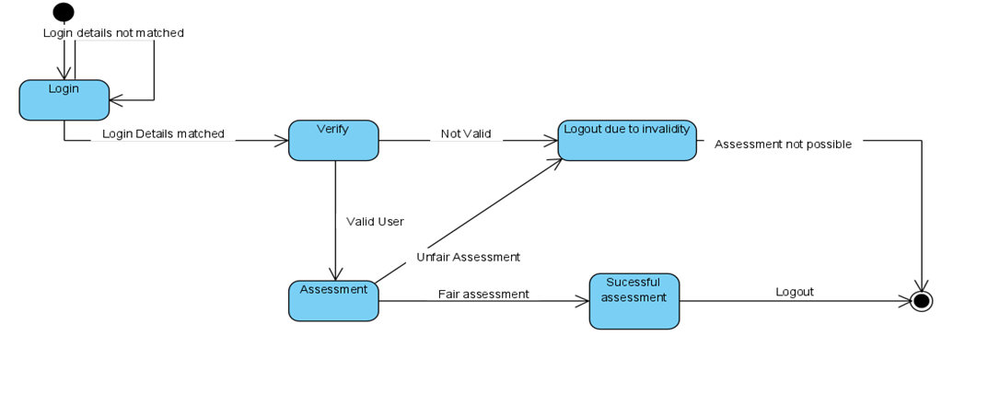 Login details not matched
Login
Login Details matched
Verify
Not Valid
Logout due to invalidity
Assessment not possible
Valid User
Unfair Assessment
Assessment
Fair assessment
Sucessful
assessment
Logout